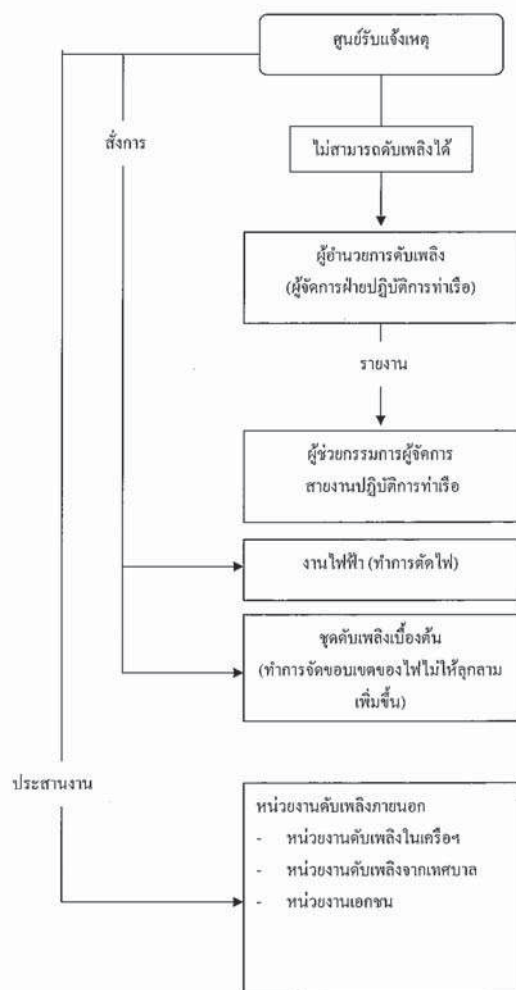 ศูนย์รับแจ้งเหตุ
สั่งการ
ไม่สามารถดับเพลิงได้
ผู้อำนวยการดับเพลิง
(ผู้จัดการฝ่ายปฏิบัติการท่าเรือ)
รายงาน
ผู้ช่วยกรรมการผู้จัดการ
สายงานปฏิบัติการท่าเรือ
งานไฟฟ้า (ทำการตัดไฟ)
ชุดดับเพลิงเบื้องต้น
(ทำการจัดขอบเขตของไฟไม่ให้ลุกลาม
เพิ่มขึ้น)
ประสานงาน
หน่วยงานดับเพลิงภายนอก
- หน่วยงานดับเพลิงในเครือฯ
- หน่วยงานดับเพลิงจากเทศบาล
- หน่วยงานเอกชน